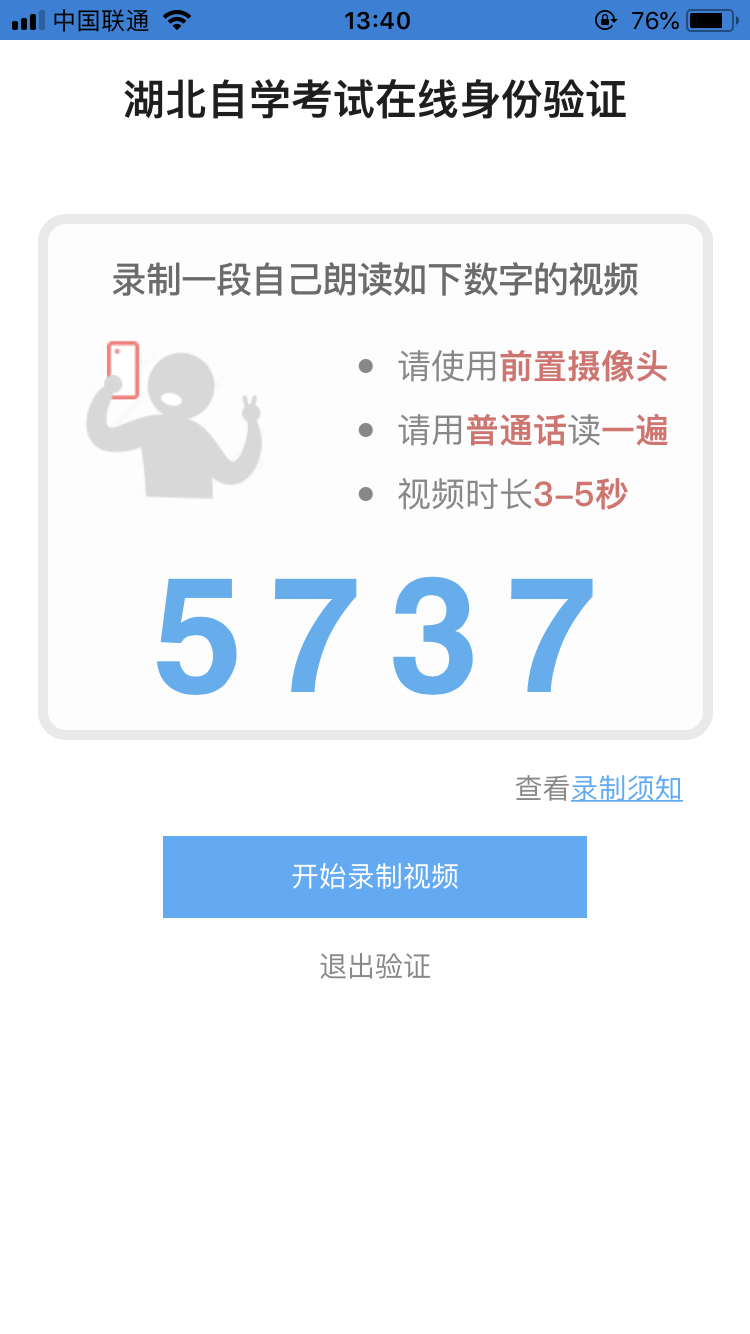 中国联通 13:40 76%
湖北自学考试在线身份验证
录制一段自己朗读如下数字的视频
请使用前置摄像头
请用普通话读一遍
视频时长3-5秒
5737
查看录制须知
开始录制视频
退出验证